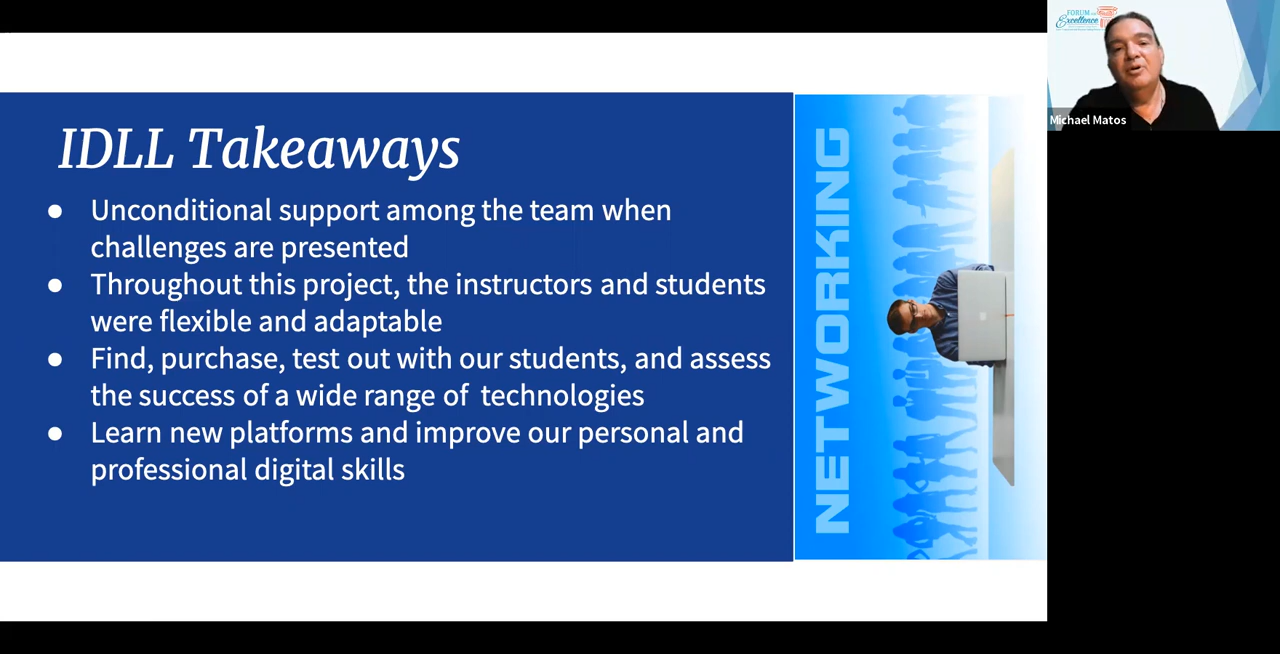 IDLL Takeaways
● Unconditional support among the team when
challenges are presented
● Throughout this project, the instructors and students
were flexible and adaptable
● Find, purchase, test out with our students, and assess
the success of a wide range of  technologies
● Learn new platforms and improve our personal and
professional digital skills
NETWORKING
FORUM
Excellence
Michael Matos